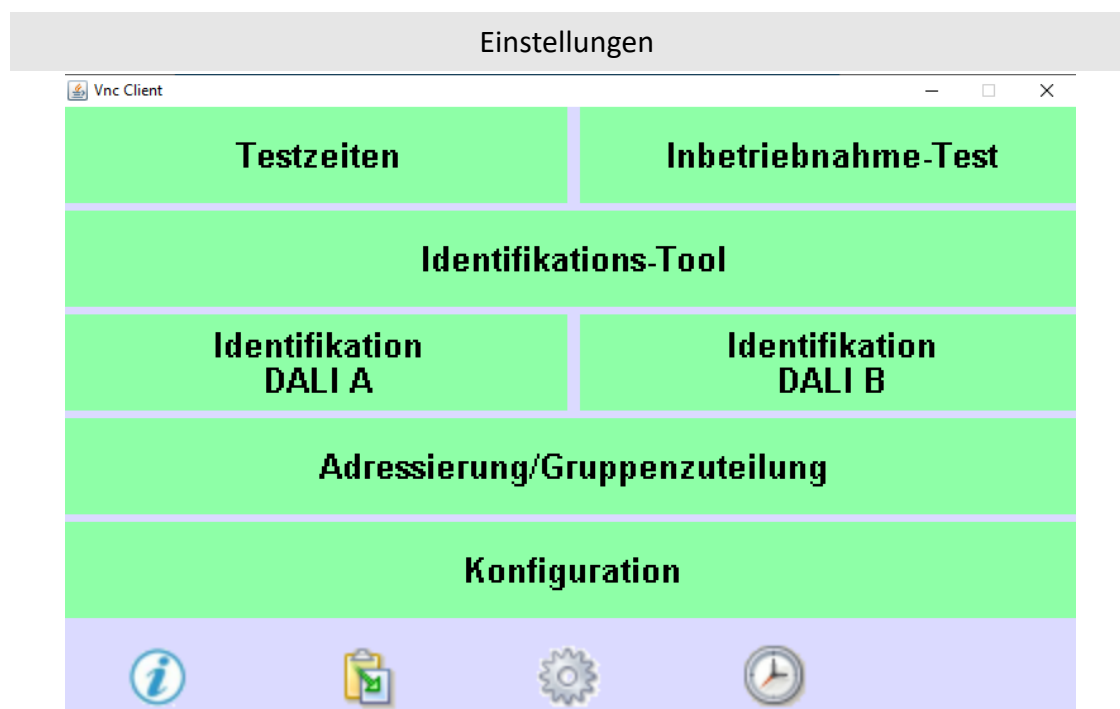 Einstellungen
Vnc Client
Testzeiten
Inbetriebnahme-Test
Identifikations-Tool
Identifikation
DALI A
Identifikation
DALI B
Adressierung/Gruppenzuteilung
Konfiguration